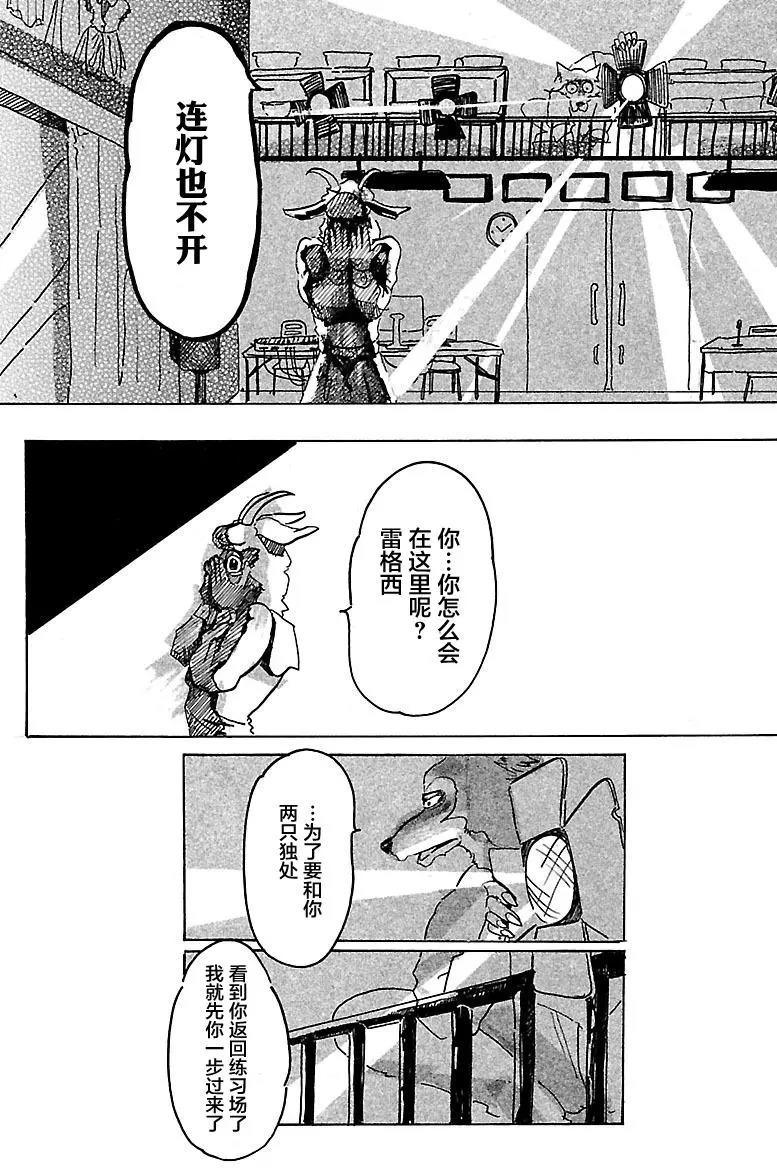 连灯也不开
你…你怎么会
在这里呢？
雷格西
…为了要和你
两只独处
看到你返回练习场了
我就先你一步过来了